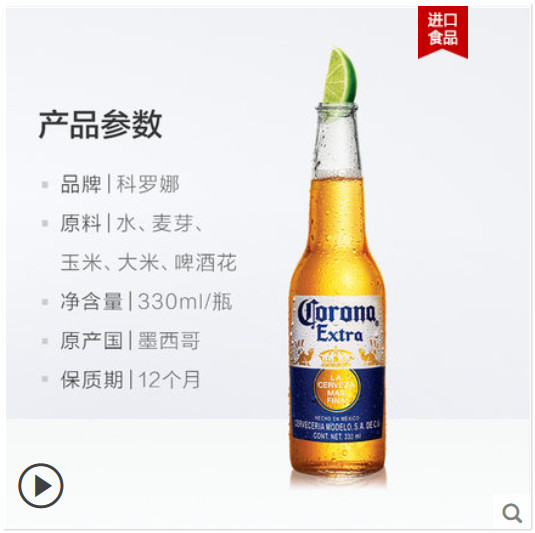 进口
食品
产品参数
品牌|科罗娜
原料|水、麦芽、
玉米、大米、啤酒花
净含量|330ml/瓶
原产国|墨西哥
保质期|12个月
Corona
Extra
LA
CERVEZA
MAS
FINA
HECHO EN MEXICO
CERVECERIA MODELO, S.A. DE C.V.
CONT. NET. 330 ml